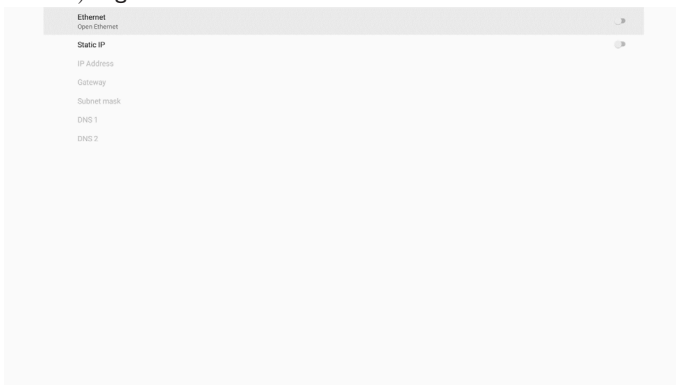 Ethernet
Open Ethernet
Static IP
IP Address
Gateway
Subnet mask
DNS 1
DNS 2